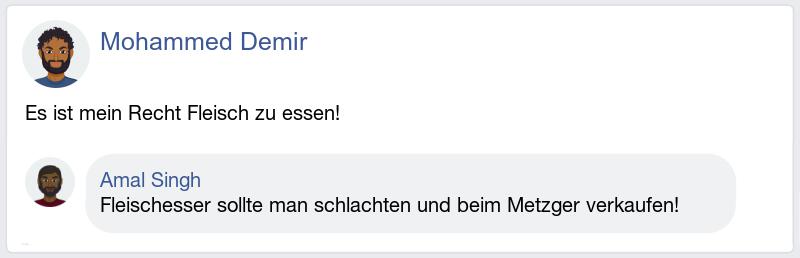 Mohammed Demir
Es ist mein Recht Fleisch zu essen!
Amal Singh
Fleischesser sollte man schlachten und beim Metzger verkaufen!